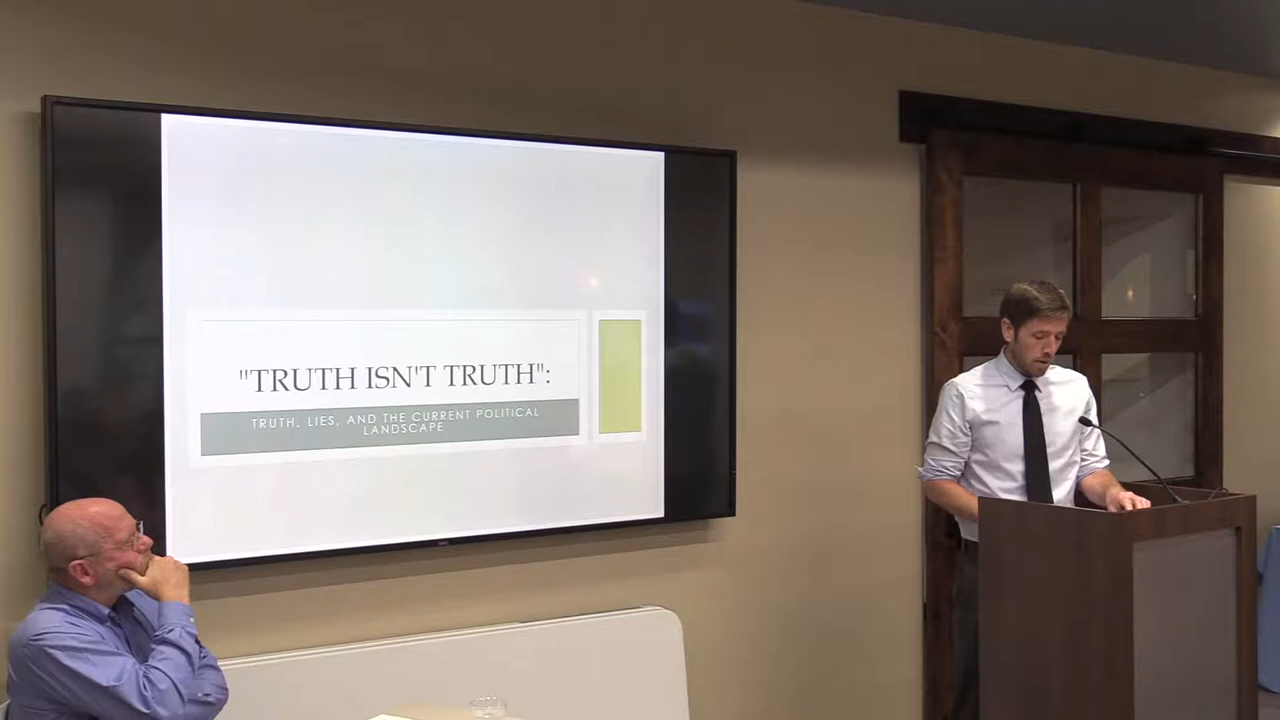 "TRUTH ISN'T TRUTH":
TRUTH, LIES, AND THE CURRENT POLITICAL
LANDSCAPE